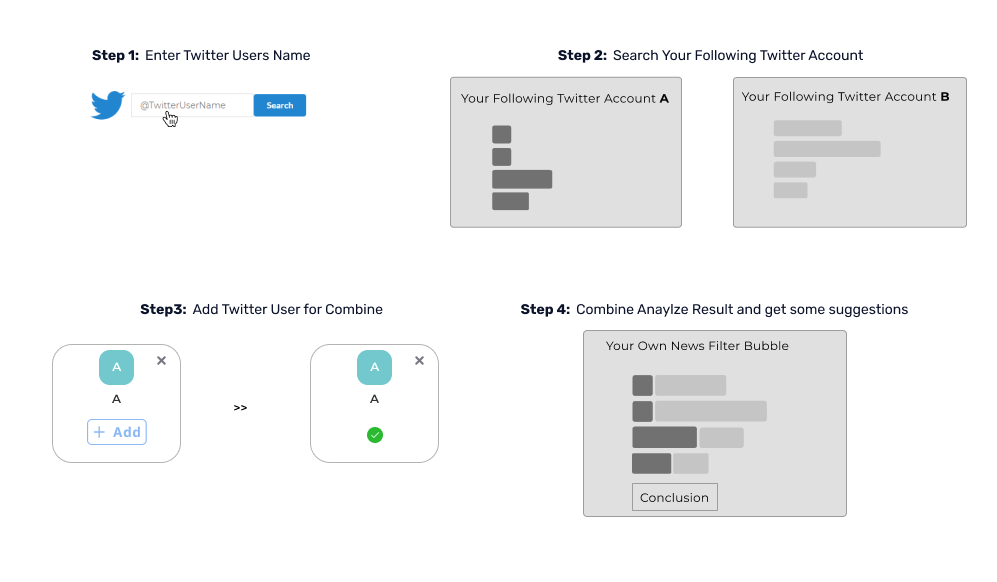 Step 1: Enter Twitter Users Name
@TwitterUserName
Search
Step 2: Search Your Following Twitter Account
Your Following Twitter Account A
Your Following Twitter Account B
Step3: Add Twitter User for Combine
A
A
+ Add
>>
A
A
Step 4: Combine Anaylze Result and get some suggestions
Your Own News Filter Bubble
Conclusion